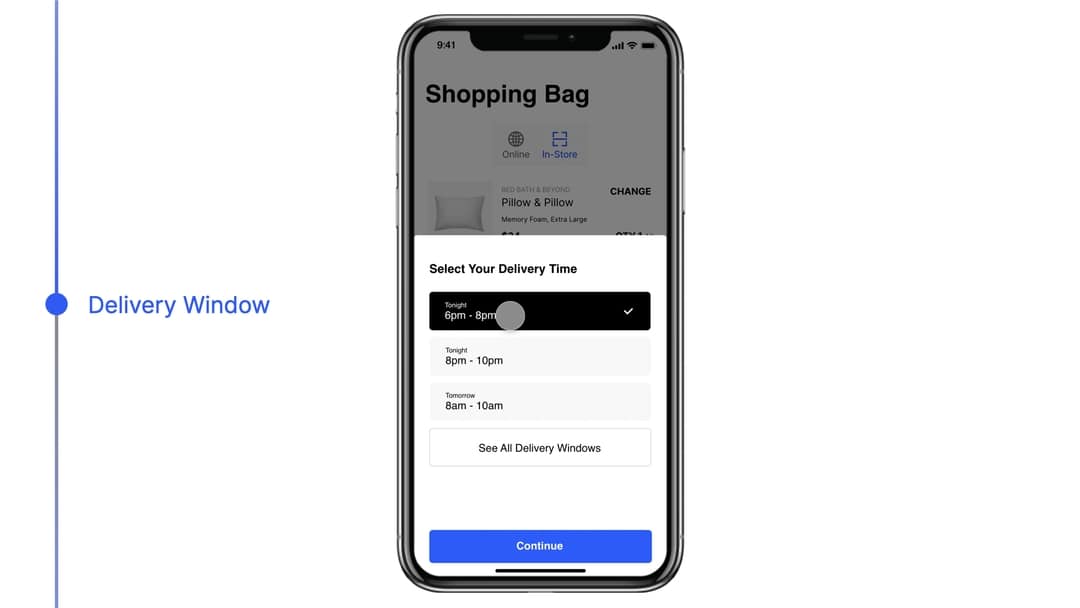 9:41
Shopping Bag
Online In-Store
BED BATH & BEYOND
CHANGE
Pillow & Pillow
Memory Foam, Extra Large
$24 QTY 1
Select Your Delivery Time
Tonight
6pm - 8pm
Delivery Window
Tonight
8pm - 10pm
Tomorrow
8am - 10am
See All Delivery Windows
Continue